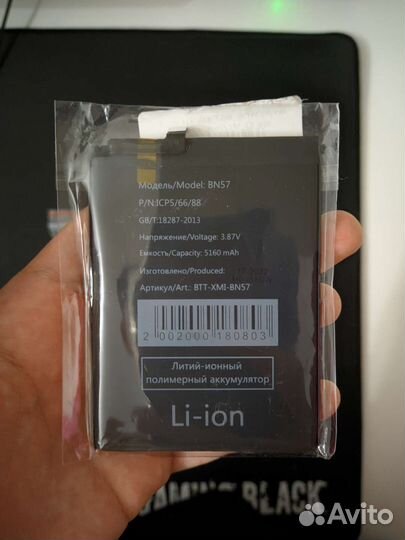 Модель/Model: BN57
P/N:ICP5/66/88
GB/T:18287-2013
Напряжение/Voltage: 3.87V
Емкость/Capacity: 5160 mAh
Изготовлено/Produced:
Артикул/Art.: BTT-XMI-BN57
2 002000 180803
Литий-ионный
полимерный аккумулятор
Li-ion
BLACK
Avito